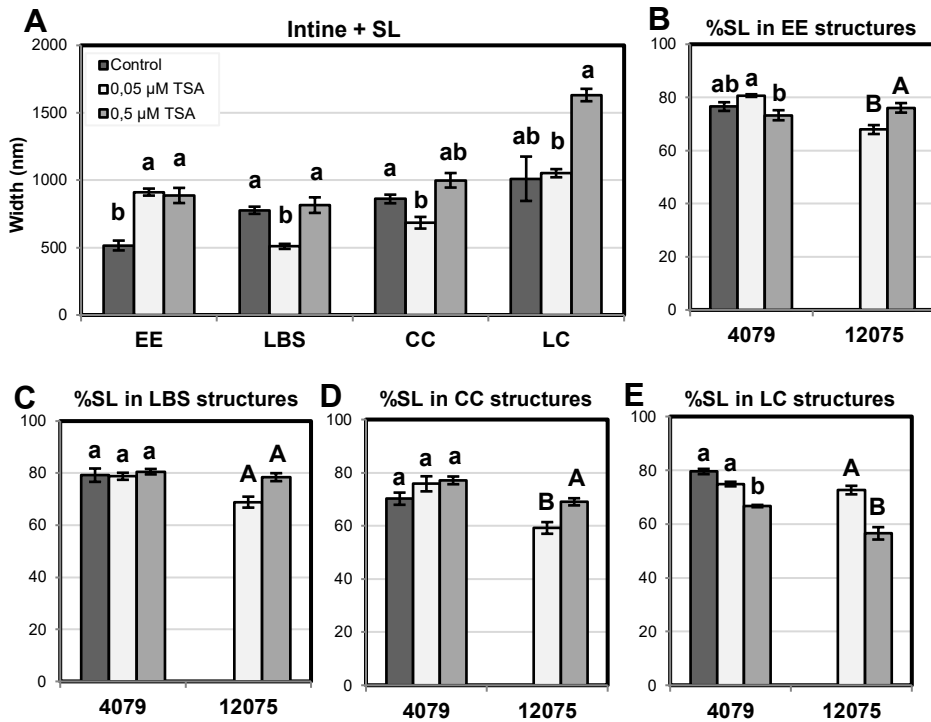 A
Intine + SL
2000
1500
1000
500
0
Width (nm)
Control
0,05 µM TSA
0,5 µM TSA
b a a
a b a
a b ab
b b a
EE LBS CC LC
B
%SL in EE structures
100
80
60
40
20
0
ab a b B A
4079 12075
C
%SL in LBS structures
100
80
60
40
20
0
a a a A A
4079 12075
D
%SL in CC structures
100
80
60
40
20
0
a a a B A
4079 12075
E
%SL in LC structures
100
80
60
40
20
0
a a b A B
4079 12075